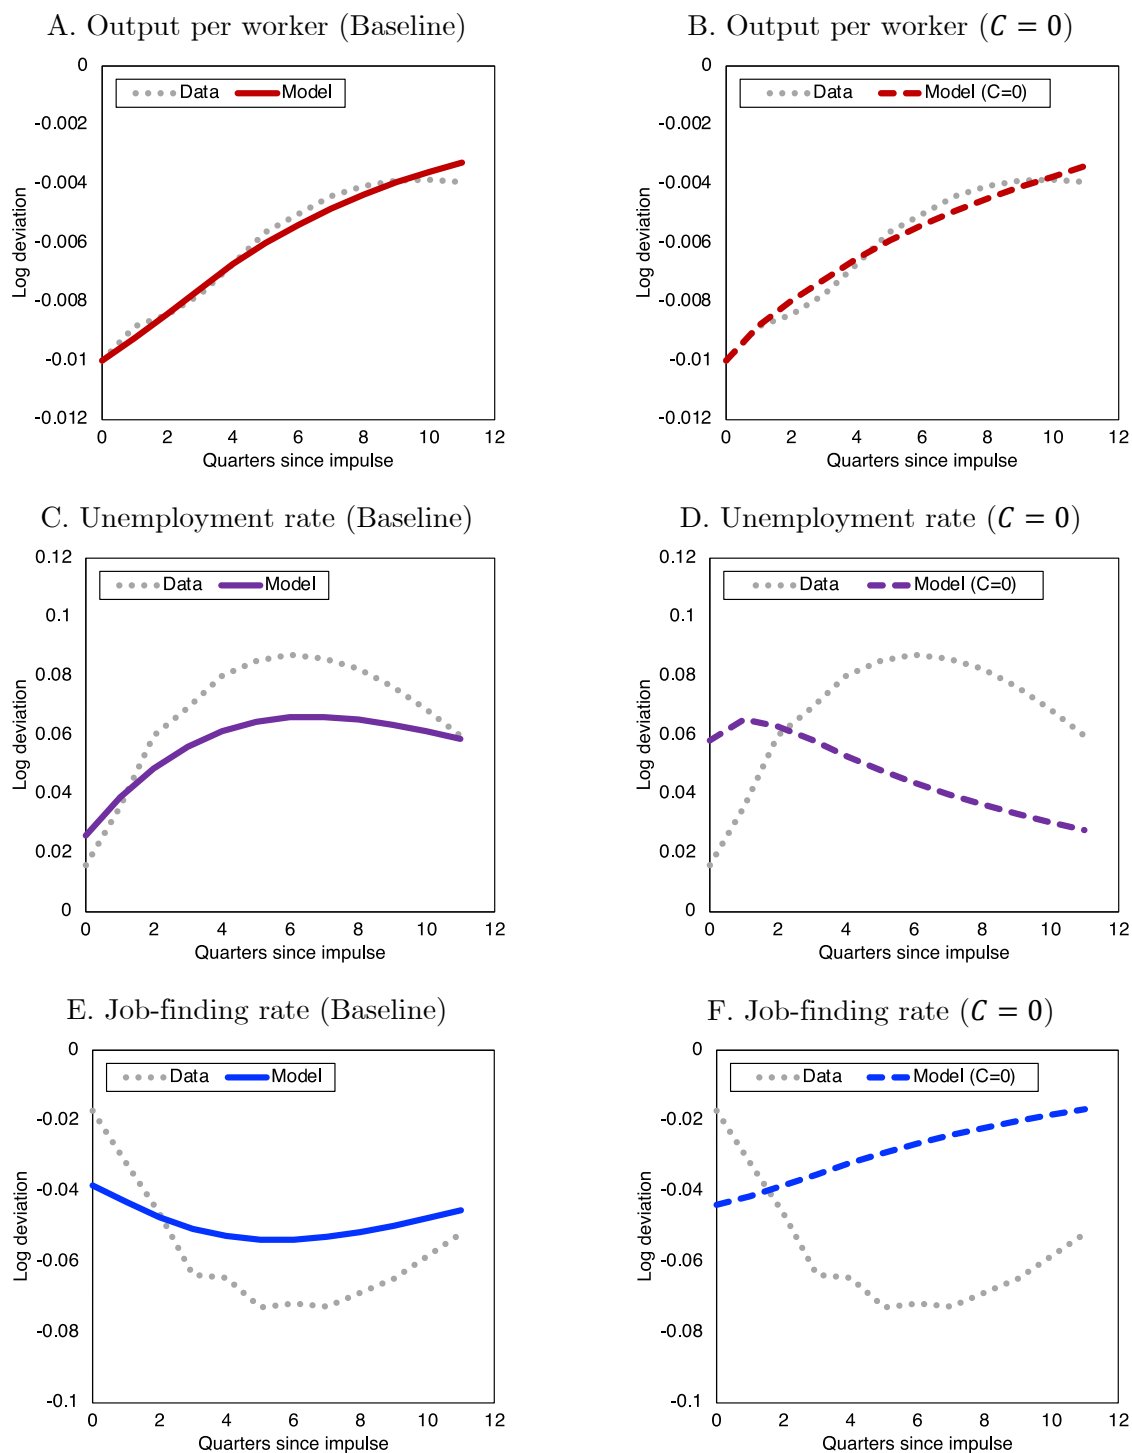 A. Output per worker (Baseline)
0
-0.002
-0.004
-0.006
-0.008
-0.01
-0.012
Log deviation
Data
Model
0 2 4 6 8 10 12
Quarters since impulse
B. Output per worker (C = 0)
0
-0.002
-0.004
-0.006
-0.008
-0.01
-0.012
Log deviation
Data
Model (C=0)
0 2 4 6 8 10 12
Quarters since impulse
C. Unemployment rate (Baseline)
0.12
0.1
0.08
0.06
0.04
0.02
0
Log deviation
Data
Model
0 2 4 6 8 10 12
Quarters since impulse
D. Unemployment rate (C = 0)
0.12
0.1
0.08
0.06
0.04
0.02
0
Log deviation
Data
Model (C=0)
0 2 4 6 8 10 12
Quarters since impulse
E. Job-finding rate (Baseline)
0
-0.02
-0.04
-0.06
-0.08
-0.1
Log deviation
Data
Model
0 2 4 6 8 10 12
Quarters since impulse
F. Job-finding rate (C = 0)
0
-0.02
-0.04
-0.06
-0.08
-0.1
Log deviation
Data
Model (C=0)
0 2 4 6 8 10 12
Quarters since impulse